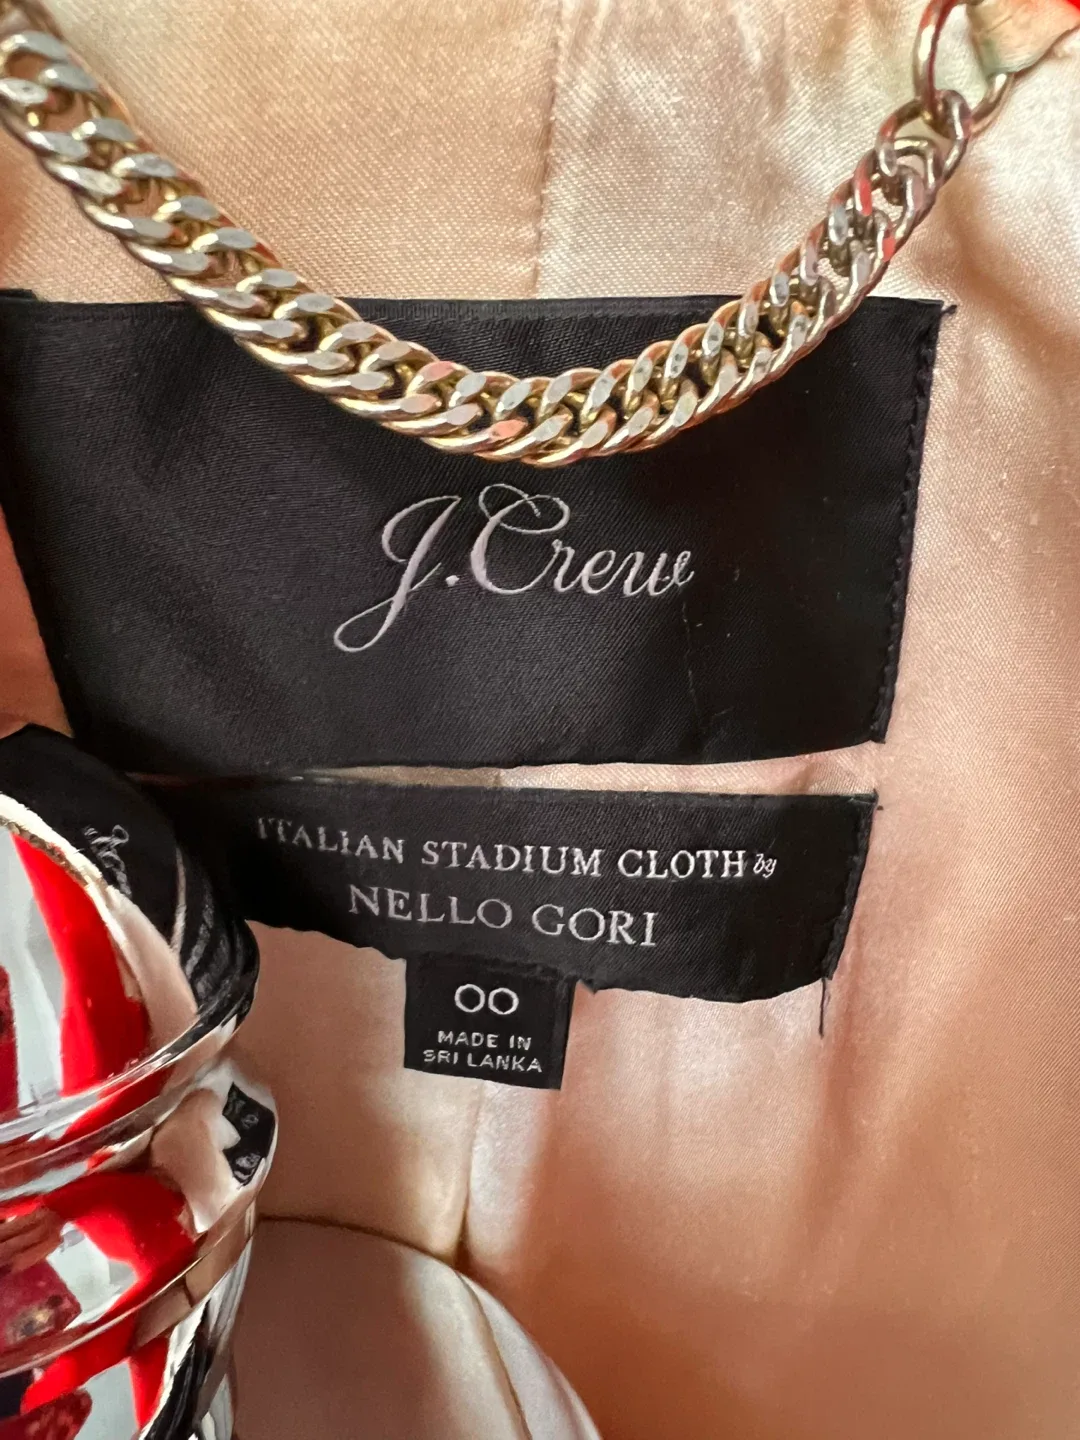 J.Crew
ITALIAN STADIUM CLOTH by
NELLO GORI
00
MADE IN
SRI LANKA